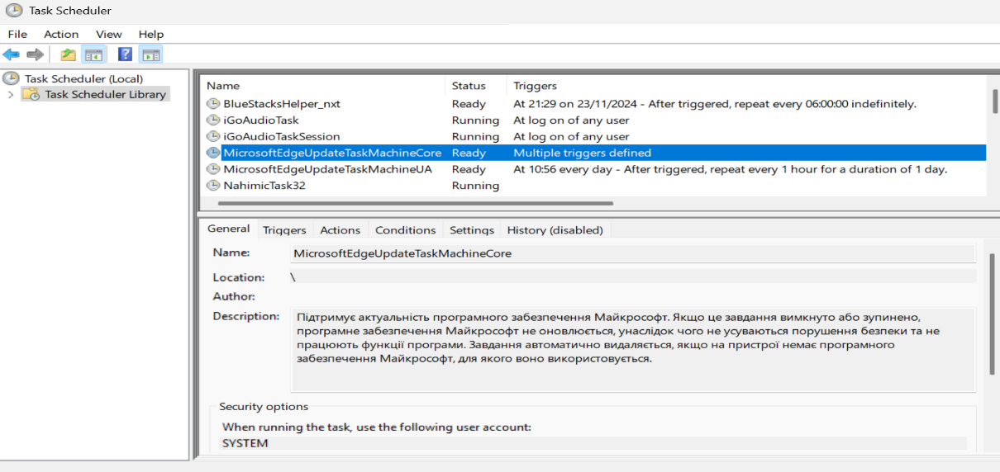 Task Scheduler
File Action View Help
Task Scheduler (Local)
Task Scheduler Library
Name Status Triggers
BlueStacksHelper_nxt Ready At 21:29 on 23/11/2024 - After triggered, repeat every 06:00:00 indefinitely.
iGoAudioTask Running At log on of any user
iGoAudioTaskSession Running At log on of any user
MicrosoftEdgeUpdateTaskMachineCore Ready Multiple triggers defined
MicrosoftEdgeUpdateTaskMachineUA Ready At 10:56 every day - After triggered, repeat every 1 hour for a duration of 1 day.
NahimicTask32 Running
General Triggers Actions Conditions Settings History (disabled)
Name: MicrosoftEdgeUpdateTaskMachineCore
Location: \
Author:
Description: Підтримує актуальність програмного забезпечення Майкрософт. Якщо це завдання вимкнуто або зупинено,
програмне забезпечення Майкрософт не оновлюється, унаслідок чого не усуваються порушення безпеки та не
працюють функції програми. Завдання автоматично видаляється, якщо на пристрої немає програмного
забезпечення Майкрософт, для якого воно використовується.
Security options
When running the task, use the following user account:
SYSTEM